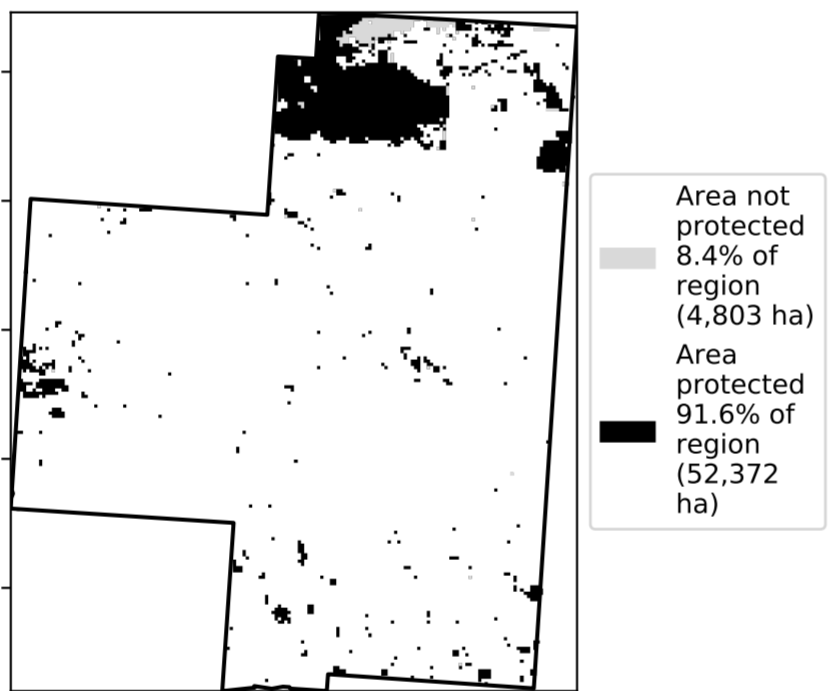 Area not
protected
8.4% of
region
(4,803 ha)
Area
protected
91.6% of
region
(52,372
ha)